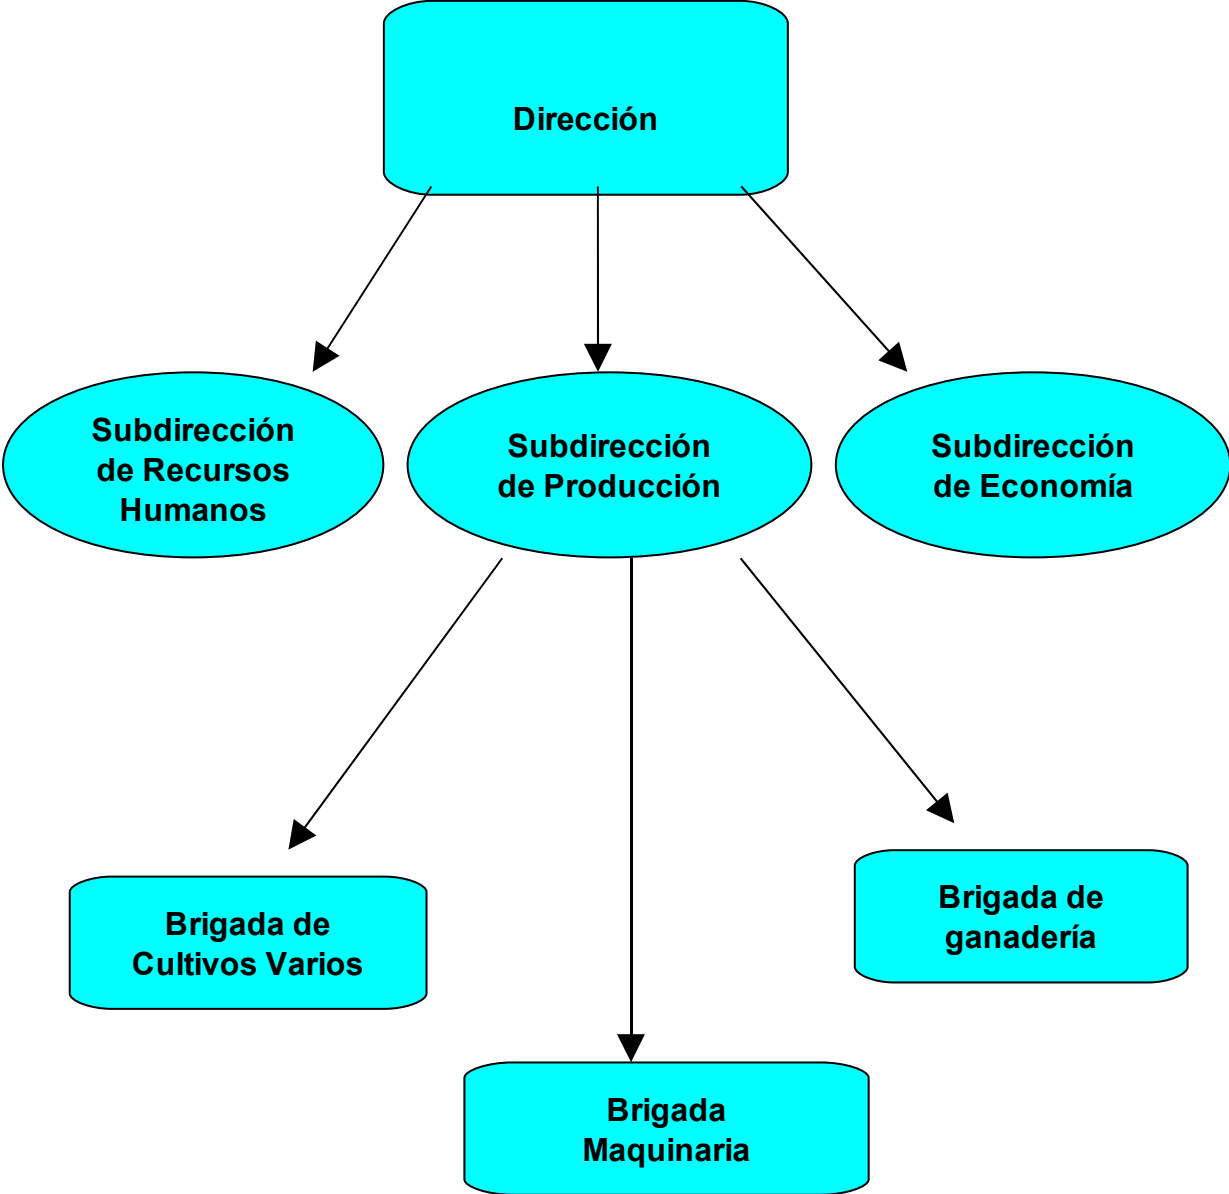 Dirección
Subdirección
de Recursos
Humanos
Subdirección
de Producción
Subdirección
de Economía
Brigada de
Cultivos Varios
Brigada de
ganadería
Brigada
Maquinaria